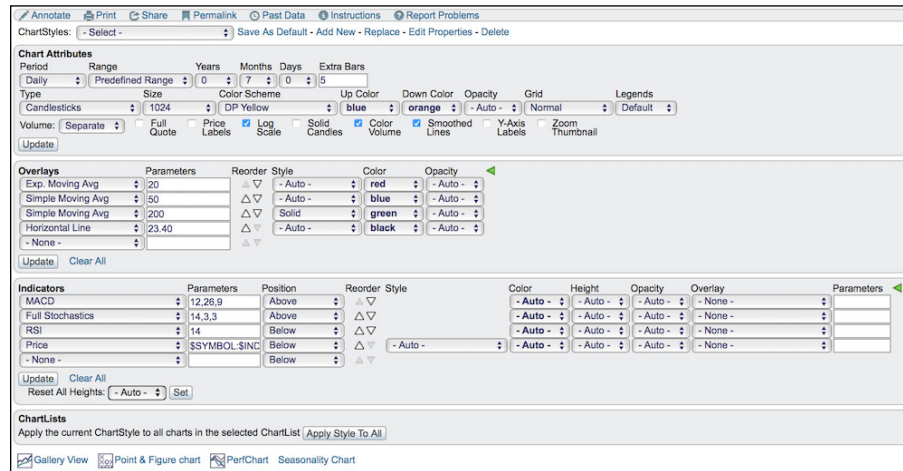 Annotate Print Share Permalink Past Data Instructions Report Problems
ChartStyles: - Select - Save As Default - Add New - Replace - Edit Properties - Delete
Chart Attributes
Period Range Years Months Days Extra Bars
Daily Predefined Range 0 7 0 5
Type Size Color Scheme Up Color Down Color Opacity Grid Legends
Candlesticks 1024 DP Yellow blue orange - Auto - Normal Default
Volume: Separate Full Quote Price Labels Log Scale Solid Candles Color Volume Smoothed Lines Y-Axis Labels Zoom Thumbnail
Update
Overlays Parameters Reorder Style Color Opacity
Exp. Moving Avg 20 - Auto - red - Auto -
Simple Moving Avg 50 - Auto - blue - Auto -
Simple Moving Avg 200 Solid green - Auto -
Horizontal Line 23.40 - Auto - black - Auto -
- None -
Update Clear All
Indicators Parameters Position Reorder Style Color Height Opacity Overlay Parameters
MACD 12,26,9 Above - Auto - - Auto - - Auto - - None -
Full Stochastics 14,3,3 Above - Auto - - Auto - - Auto - - None -
RSI 14 Below - Auto - - Auto - - Auto - - None -
Price $SYMBOL:$IND Below - Auto - - Auto - - Auto - - Auto - - None -
- None - Below
Update Clear All
Reset All Heights: - Auto - Set
ChartLists
Apply the current ChartStyle to all charts in the selected ChartList Apply Style To All
Gallery View Point & Figure chart PerfChart Seasonality Chart